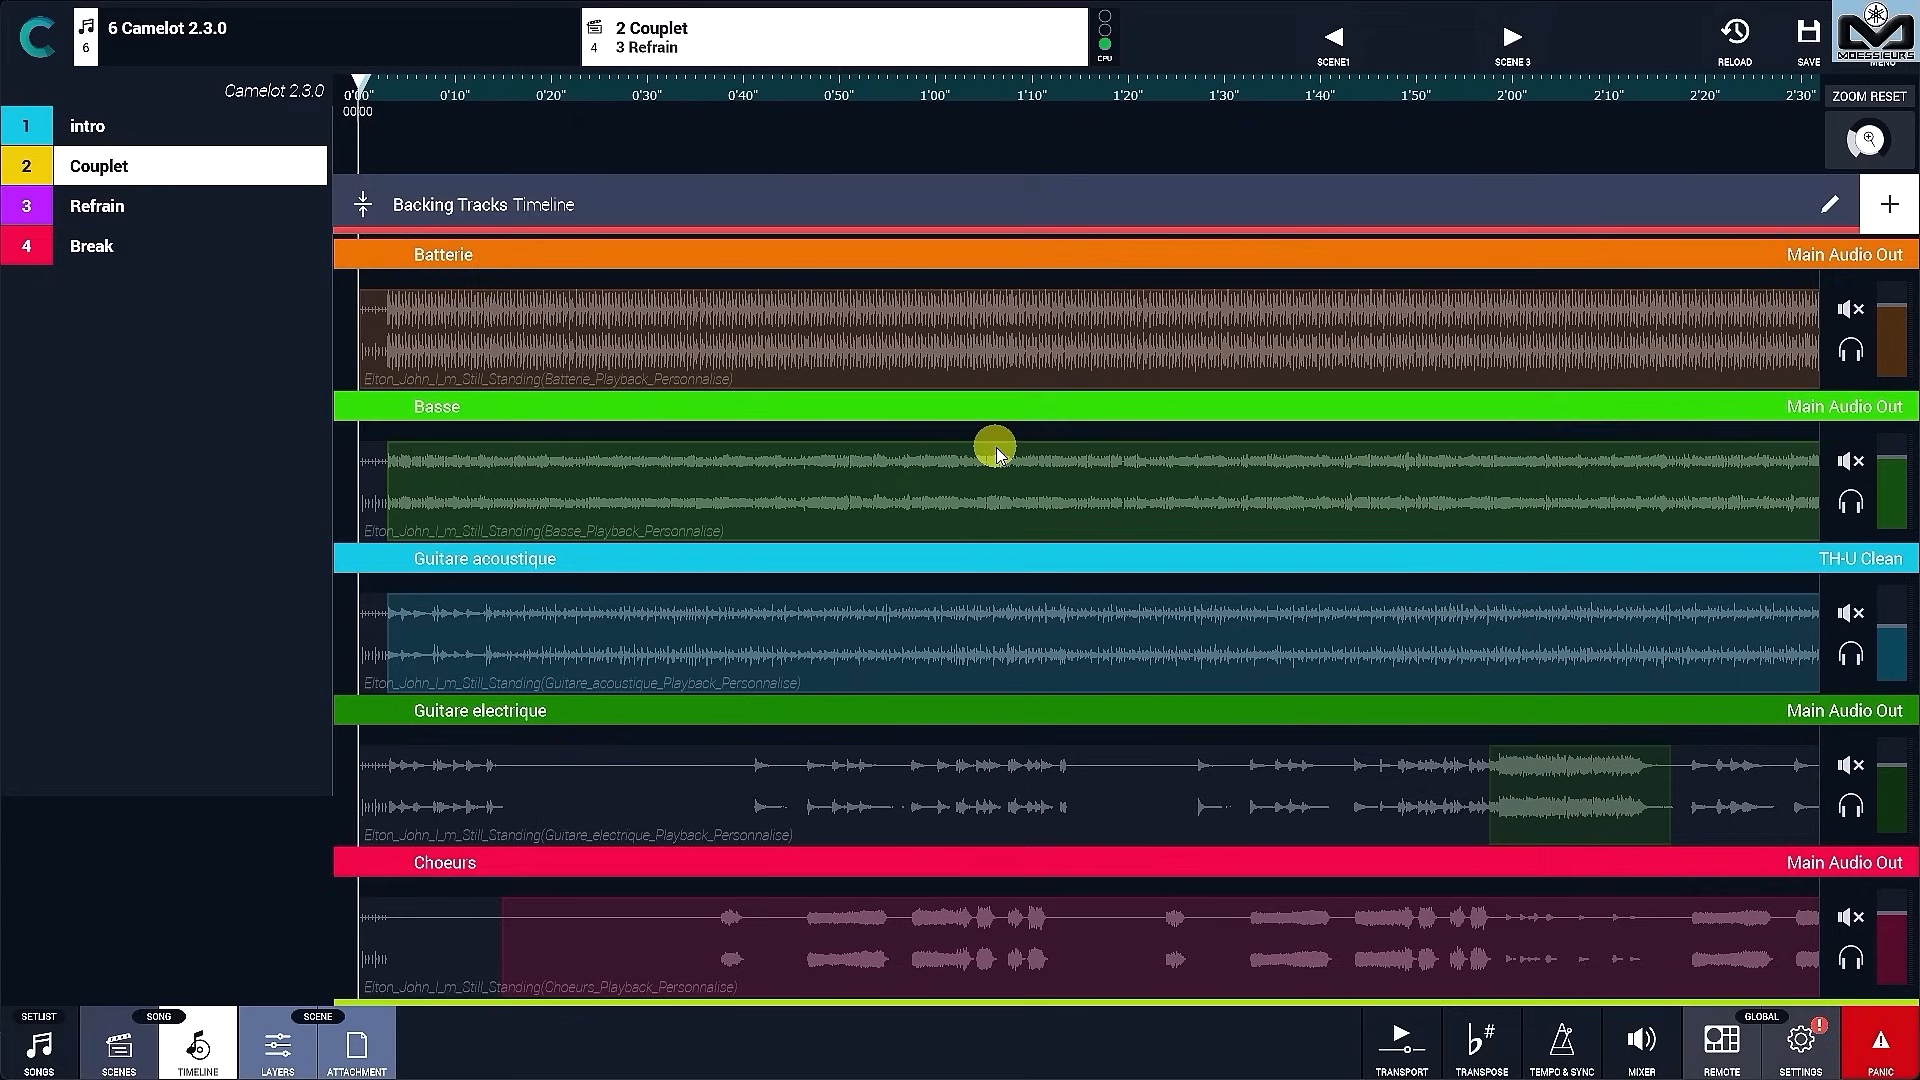 6
6 Camelot 2.3.0
4
2 Couplet
3 Refrain
CPU
SCENE1
SCENE 3
RELOAD
SAVE
MOESSIEURS
MENU
Camelot 2.3.0
0'00"
0'10"
0'20"
0'30"
0'40"
0'50"
1'00"
1'10"
1'20"
1'30"
1'40"
1'50"
2'00"
2'10"
2'20"
2'30"
00:00
ZOOM RESET
1 intro
2 Couplet
3 Refrain
4 Break
Backing Tracks Timeline
Batterie
Main Audio Out
Elton_John_I_m_Still_Standing(Batterie_Playback_Personnalise)
Basse
Main Audio Out
Elton_John_I_m_Still_Standing(Basse_Playback_Personnalise)
Guitare acoustique
TH-U Clean
Elton_John_I_m_Still_Standing(Guitare_acoustique_Playback_Personnalise)
Guitare electrique
Main Audio Out
Elton_John_I_m_Still_Standing(Guitare_electrique_Playback_Personnalise)
Choeurs
Main Audio Out
Elton_John_I_m_Still_Standing(Choeurs_Playback_Personnalise)
SETLIST
SONG
SCENE
GLOBAL
SONGS
SCENES
TIMELINE
LAYERS
ATTACHMENT
TRANSPORT
TRANSPOSE
TEMPO & SYNC
MIXER
REMOTE
SETTINGS
PANIC